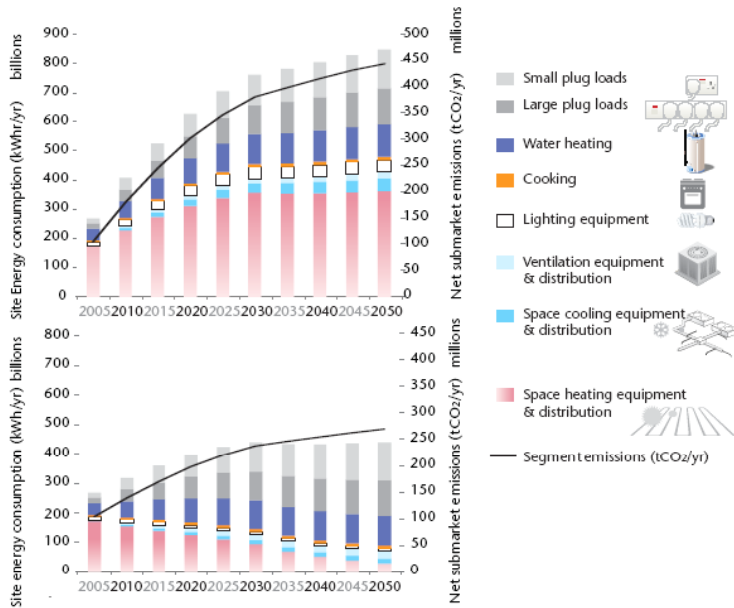 900
800
700
600
500
400
300
200
100
0
Site Energy consumption (kWhr/yr) billions
500
450
400
350
300
250
200
150
100
50
0
Net submarket emissions (tCO2/yr) millions
2005 2010 2015 2020 2025 2030 2035 2040 2045 2050
800
700
600
500
400
300
200
100
0
Site energy consumption (kWh/yr) billions
450
400
350
300
250
200
150
100
50
0
Net submarket emissions (tCO2/yr) millions
2005 2010 2015 2020 2025 2030 2035 2040 2045 2050
Small plug loads
Large plug loads
Water heating
Cooking
Lighting equipment
Ventilation equipment
& distribution
Space cooling equipment
& distribution
Space heating equipment
& distribution
Segment emissions (tCO2/yr)